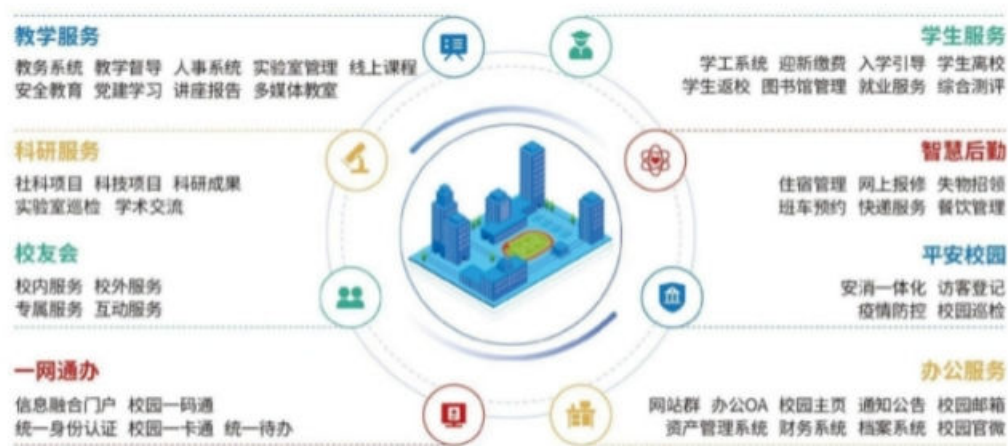 教学服务
教务系统 教学督导 人事系统 实验室管理 线上课程
安全教育 党建学习 讲座报告 多媒体教室
科研服务
社科项目 科技项目 科研成果
实验室巡检 学术交流
校友会
校内服务 校外服务
专属服务 互动服务
一网通办
信息融合门户 校园一码通
统一身份认证 校园一卡通 统一待办
学生服务
学工系统 迎新缴费 入学引导 学生离校
学生返校 图书馆管理 就业服务 综合测评
智慧后勤
住宿管理 网上报修 失物招领
班车预约 快递服务 餐饮管理
平安校园
安消一体化 访客登记
疫情防控 校园巡检
办公服务
网站群 办公OA 校园主页 通知公告 校园邮箱
资产管理系统 财务系统 档案系统 校园官微